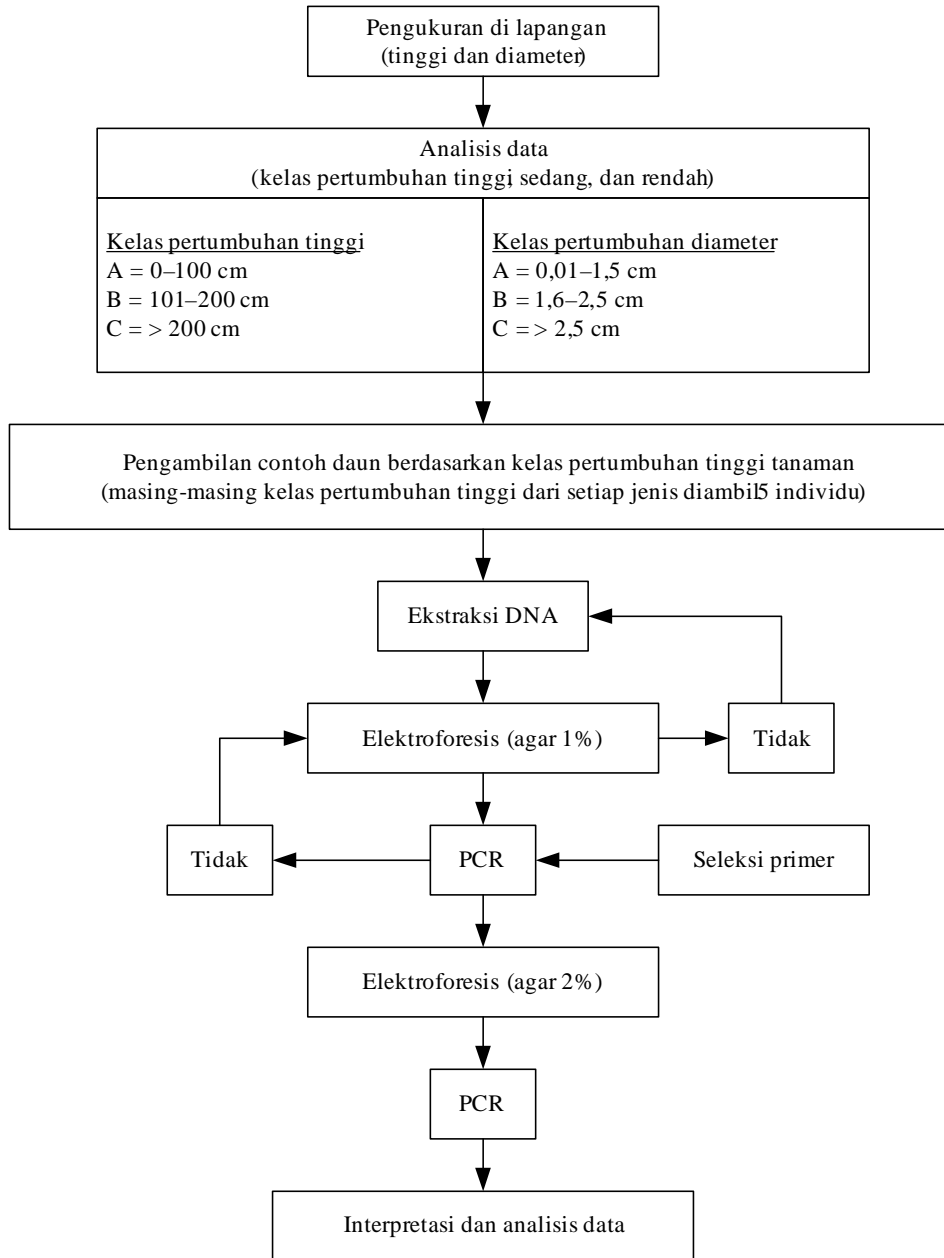 Pengukuran di lapangan
(tinggi dan diameter)
Analisis data
(kelas pertumbuhan tinggi, sedang, dan rendah)
Kelas pertumbuhan tinggi
A = 0–100 cm
B = 101–200 cm
C = > 200 cm
Kelas pertumbuhan diameter
A = 0,01–1,5 cm
B = 1,6–2,5 cm
C = > 2,5 cm
Pengambilan contoh daun berdasarkan kelas pertumbuhan tinggi tanaman
(masing-masing kelas pertumbuhan tinggi dari setiap jenis diambil 5 individu)
Ekstraksi DNA
Elektroforesis (agar 1%)
Tidak
Tidak
PCR
Seleksi primer
Elektroforesis (agar 2%)
PCR
Interpretasi dan analisis data